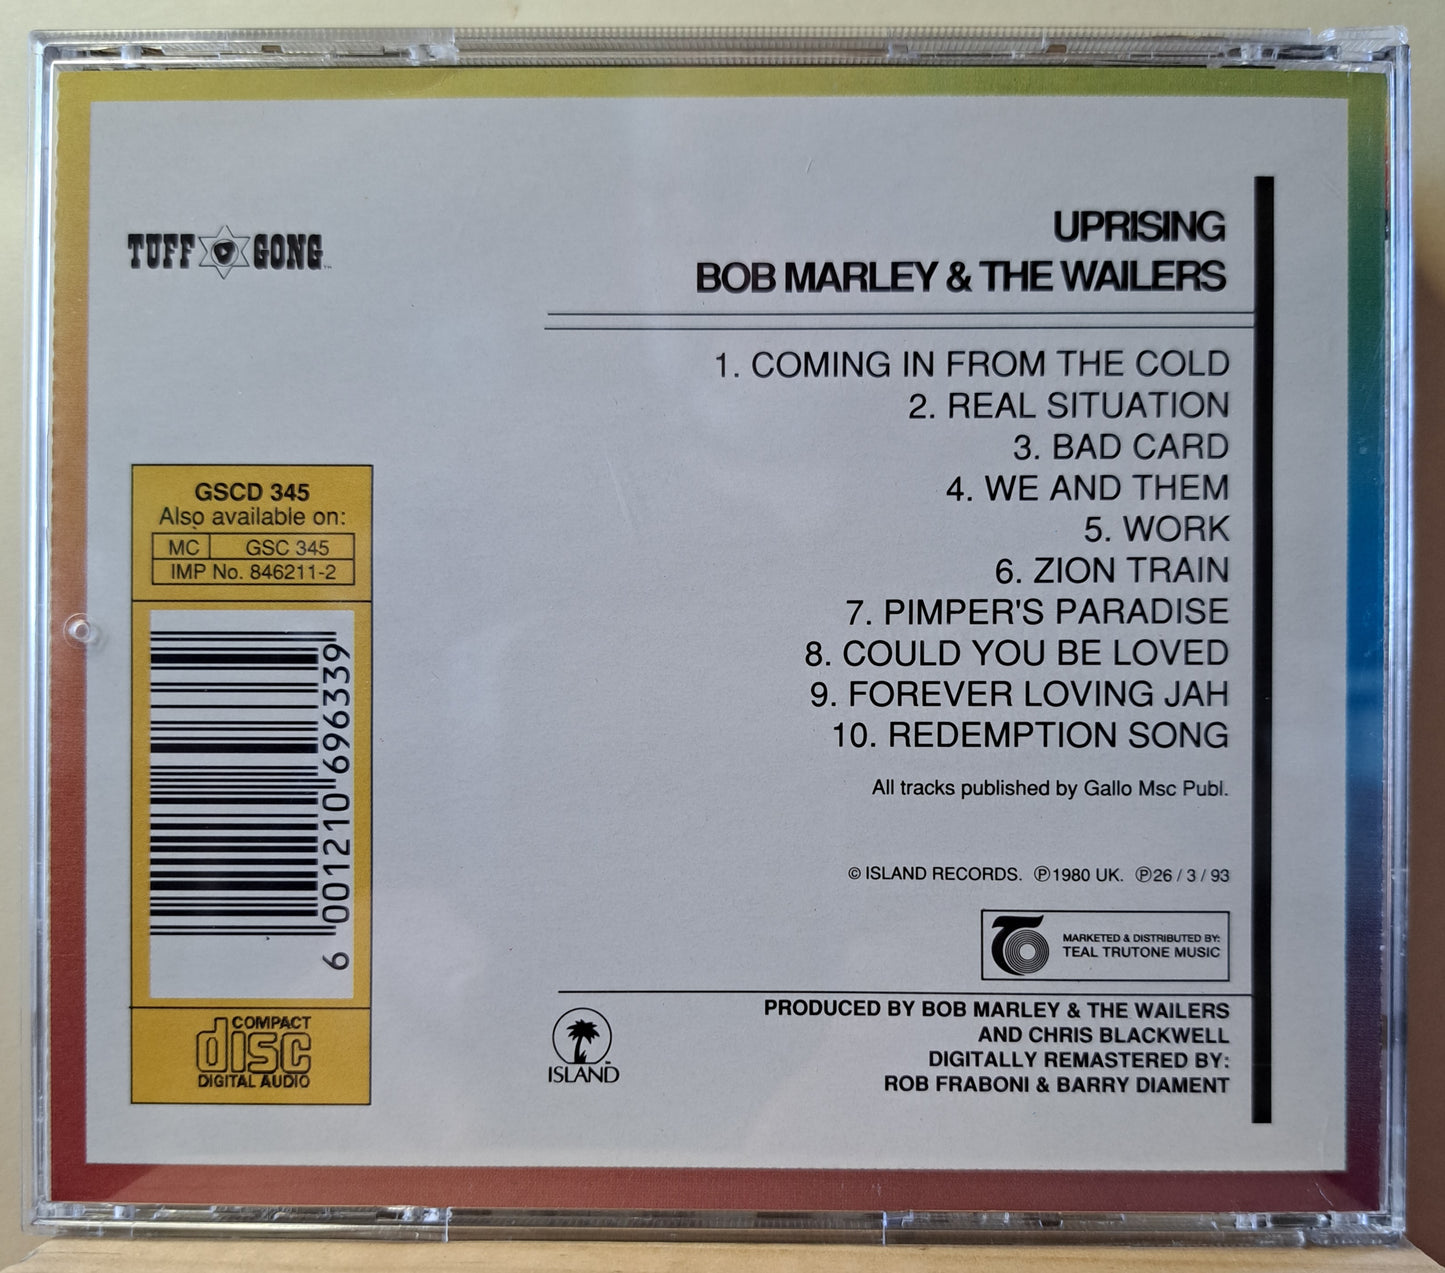 TUFF GONG™
UPRISING
BOB MARLEY & THE WAILERS
1. COMING IN FROM THE COLD
2. REAL SITUATION
3. BAD CARD
4. WE AND THEM
5. WORK
6. ZION TRAIN
7. PIMPER'S PARADISE
8. COULD YOU BE LOVED
9. FOREVER LOVING JAH
10. REDEMPTION SONG
All tracks published by Gallo Msc Publ.
© ISLAND RECORDS. ℗1980 UK. ℗26 / 3 / 93
MARKETED & DISTRIBUTED BY:
TEAL TRUTONE MUSIC
PRODUCED BY BOB MARLEY & THE WAILERS
AND CHRIS BLACKWELL
DIGITALLY REMASTERED BY:
ROB FRABONI & BARRY DIAMENT
ISLAND™
GSCD 345
Also available on:
MC GSC 345
IMP No. 846211-2
6 001210 696339
COMPACT
disc
DIGITAL AUDIO